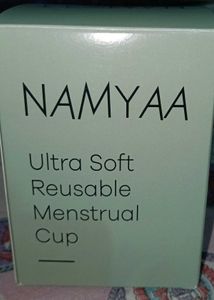 NAMYAA
Ultra Soft
Reusable
Menstrual
Cup